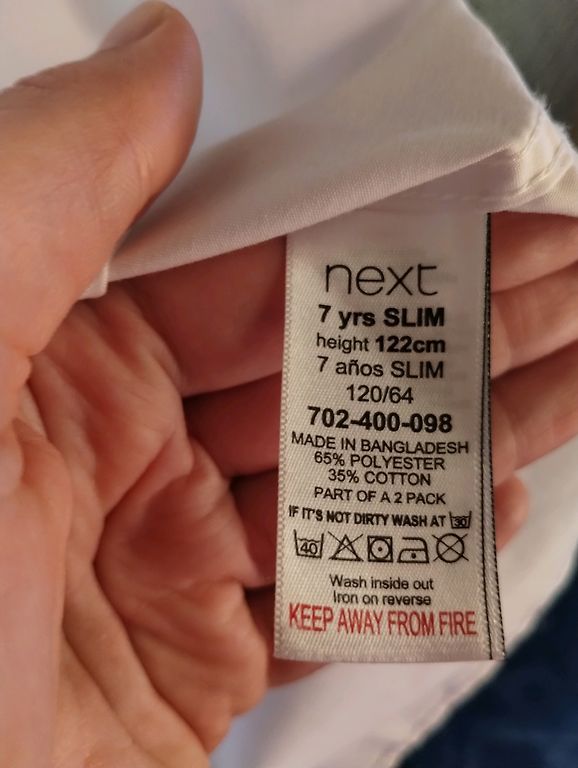 next
7 yrs SLIM
height 122cm
7 años SLIM
120/64
702-400-098
MADE IN BANGLADESH
65% POLYESTER
35% COTTON
PART OF A 2 PACK
IF IT'S NOT DIRTY WASH AT 30
40
Wash inside out
Iron on reverse
KEEP AWAY FROM FIRE